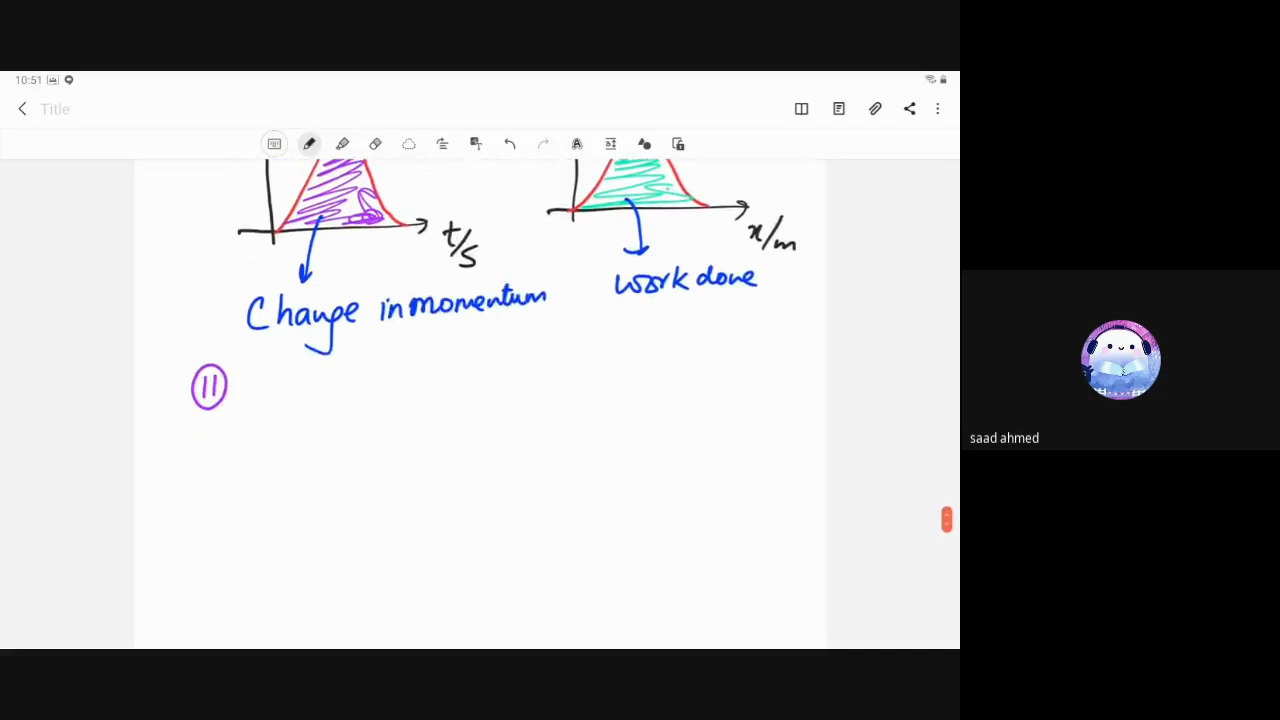 10:51
Title
t/s
x/m
Change in momentum
work done
11
saad ahmed